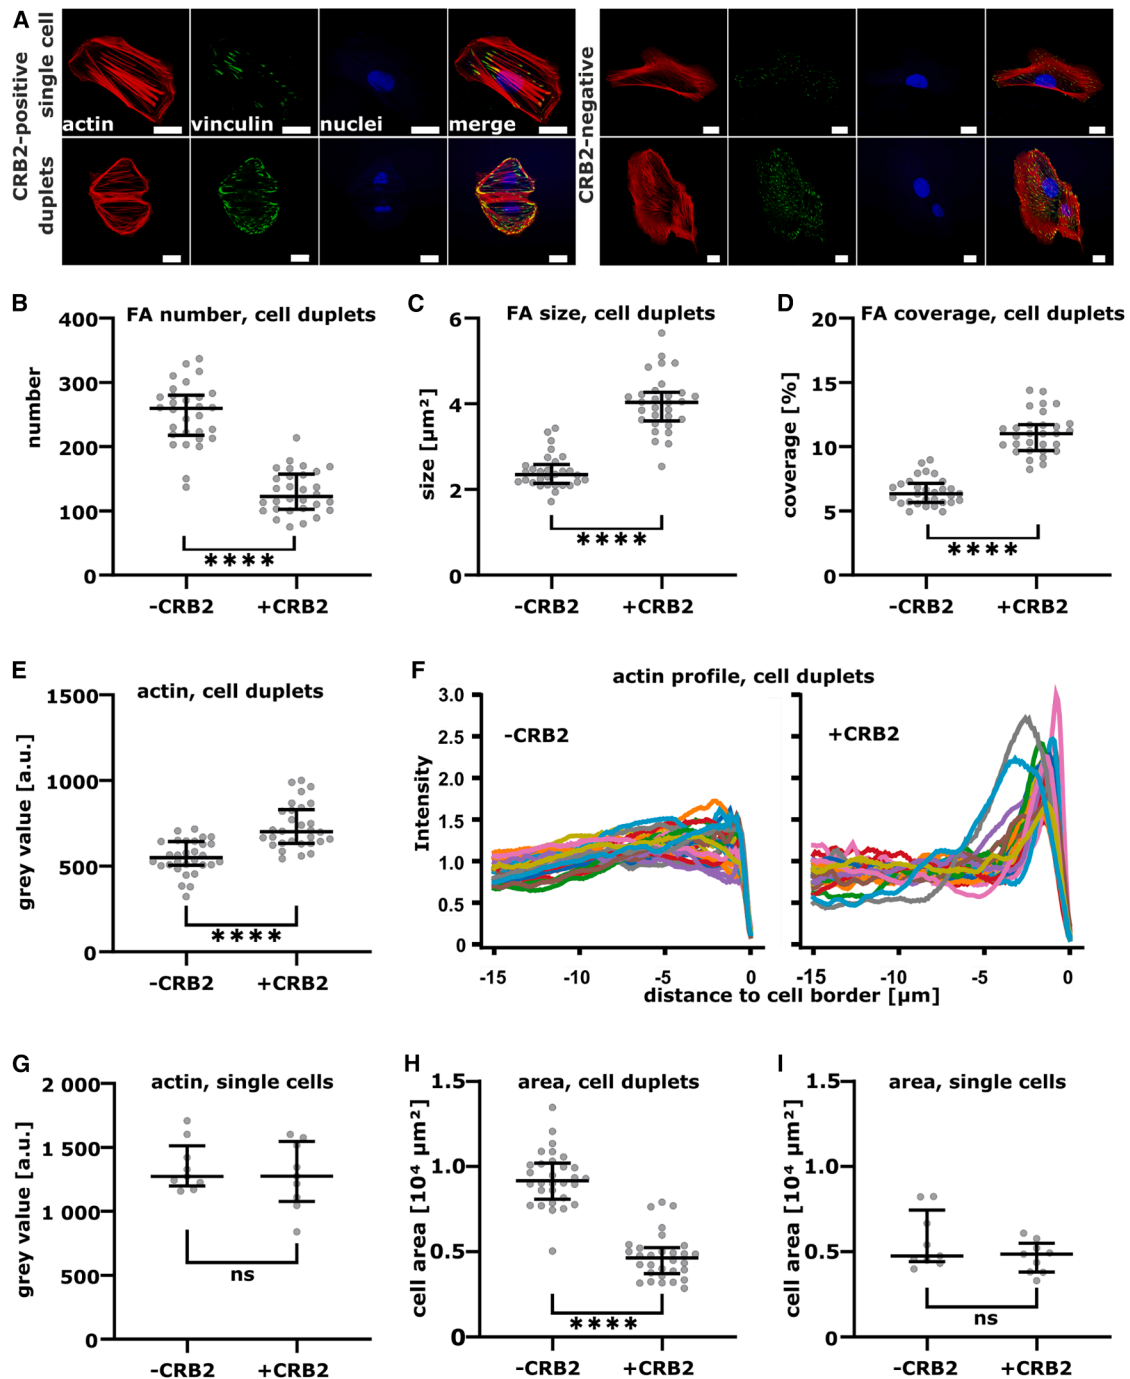 A
CRB2-positive
single cell
duplets
actin
vinculin
nuclei
merge
CRB2-negative
B
FA number, cell duplets
number
400
300
200
100
0
****
-CRB2
+CRB2
C
FA size, cell duplets
size [µm²]
6
4
2
0
****
-CRB2
+CRB2
D
FA coverage, cell duplets
coverage [%]
20
15
10
5
0
****
-CRB2
+CRB2
E
actin, cell duplets
grey value [a.u.]
1500
1000
500
0
****
-CRB2
+CRB2
F
actin profile, cell duplets
Intensity
3.0
2.5
2.0
1.5
1.0
0.5
0
-CRB2
+CRB2
-15
-10
-5
0
-15
-10
-5
0
distance to cell border [µm]
G
actin, single cells
grey value [a.u.]
2 000
1 500
1 000
500
0
ns
-CRB2
+CRB2
H
area, cell duplets
cell area [10⁴ µm²]
1.5
1.0
0.5
0
****
-CRB2
+CRB2
I
area, single cells
cell area [10⁴ µm²]
1.5
1.0
0.5
0
ns
-CRB2
+CRB2